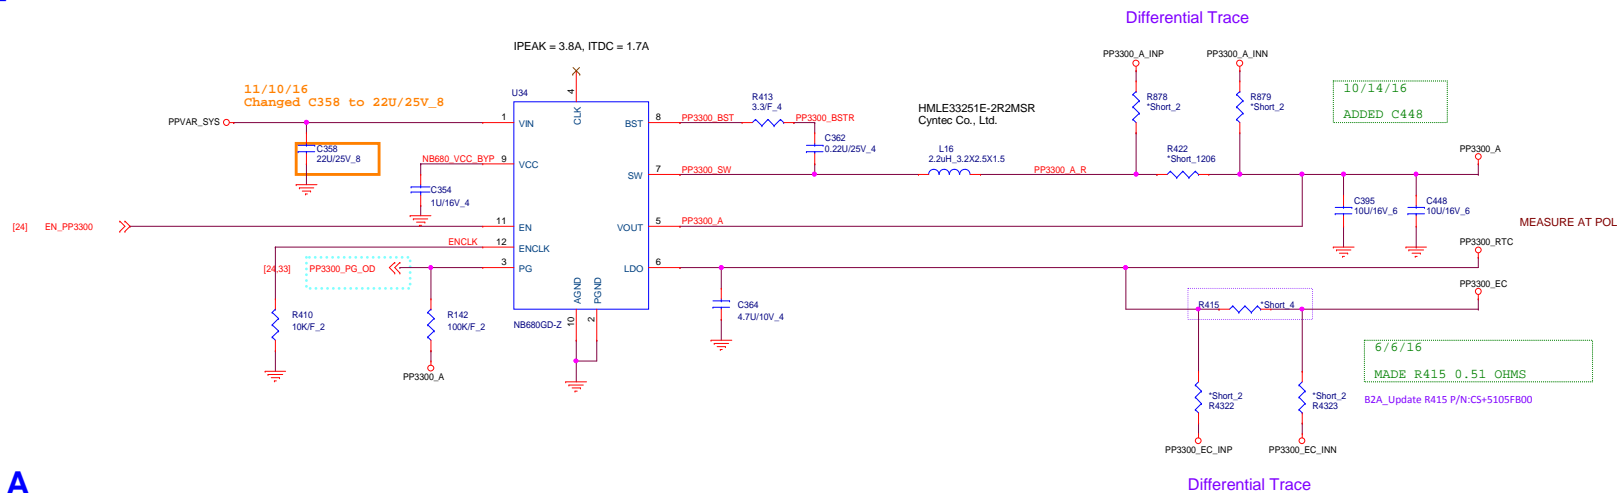 Differential Trace
IPEAK = 3.8A, ITDC = 1.7A
PP3300_A_INP
PP3300_A_INN
11/10/16
Changed C358 to 22U/25V_8
U34
4
CLK
R413
3.3/F_4
HMLE33251E-2R2MSR
Cyntec Co., Ltd.
R878
*Short_2
R879
*Short_2
10/14/16
ADDED C448
PPVAR_SYS
1
VIN
BST
8
PP3300_BST
PP3300_BSTR
C358
22U/25V_8
C362
0.22U/25V_4
L16
2.2uH_3.2X2.5X1.5
R422
*Short_1206
PP3300_A
NB680_VCC_BYP
9
VCC
SW
7
PP3300_SW
PP3300_A_R
C354
1U/16V_4
C395
10U/16V_6
C448
10U/16V_6
[24]
EN_PP3300
11
EN
VOUT
5
PP3300_A
MEASURE AT POL
ENCLK
12
ENCLK
PP3300_RTC
[24,33]
PP3300_PG_OD
3
PG
LDO
6
AGND
PGND
PP3300_EC
C364
4.7U/10V_4
R415
*Short_4
R410
10K/F_2
R142
100K/F_2
NB680GD-Z
10
2
6/6/16
MADE R415 0.51 OHMS
PP3300_A
*Short_2
R4322
*Short_2
R4323
B2A_Update R415 P/N:CS+5105FB00
PP3300_EC_INP
PP3300_EC_INN
A
Differential Trace